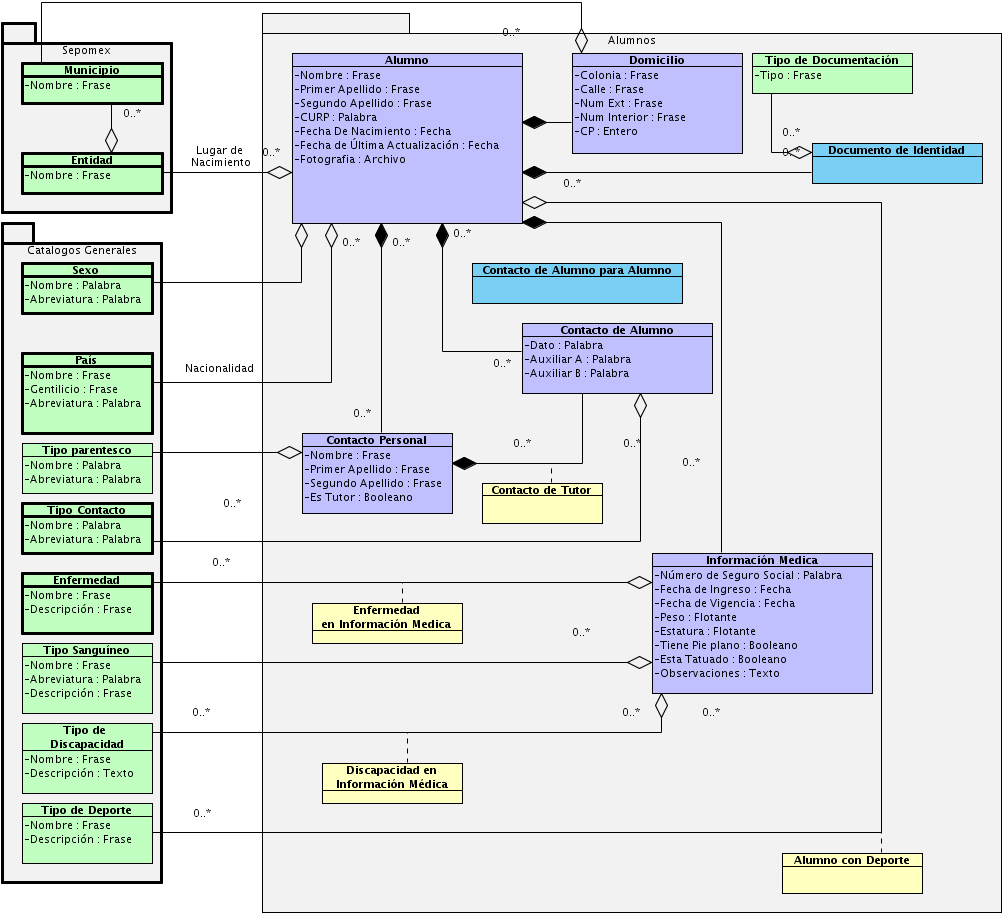 Sepomex
Municipio
-Nombre : Frase
0..*
Entidad
-Nombre : Frase
Lugar de
Nacimiento
0..*
Catalogos Generales
Sexo
-Nombre : Palabra
-Abreviatura : Palabra
País
-Nombre : Frase
-Gentilicio : Frase
-Abreviatura : Palabra
Nacionalidad
Tipo parentesco
-Nombre : Palabra
-Abreviatura : Palabra
Tipo Contacto
-Nombre : Palabra
-Abreviatura : Palabra
0..*
Enfermedad
-Nombre : Frase
-Descripción : Frase
0..*
Tipo Sanguíneo
-Nombre : Frase
-Abreviatura : Palabra
-Descripción : Frase
Tipo de
Discapacidad
-Nombre : Frase
-Descripción : Texto
0..*
Tipo de Deporte
-Nombre : Frase
-Descripción : Frase
0..*
Alumnos
0..*
Alumno
-Nombre : Frase
-Primer Apellido : Frase
-Segundo Apellido : Frase
-CURP : Palabra
-Fecha De Nacimiento : Fecha
-Fecha de Última Actualización : Fecha
-Fotografia : Archivo
Domicilio
-Colonia : Frase
-Calle : Frase
-Num Ext : Frase
-Num Interior : Frase
-CP : Entero
Tipo de Documentación
-Tipo : Frase
0..*
0..*
Documento de Identidad
0..*
0..*
0..*
0..*
Contacto de Alumno para Alumno
Contacto de Alumno
-Dato : Palabra
-Auxiliar A : Palabra
-Auxiliar B : Palabra
0..*
0..*
Contacto Personal
-Nombre : Frase
-Primer Apellido : Frase
-Segundo Apellido : Frase
-Es Tutor : Booleano
0..*
0..*
0..*
Contacto de Tutor
Información Medica
-Número de Seguro Social : Palabra
-Fecha de Ingreso : Fecha
-Fecha de Vigencia : Fecha
-Peso : Flotante
-Estatura : Flotante
-Tiene Pie plano : Booleano
-Esta Tatuado : Booleano
-Observaciones : Texto
Enfermedad
en Información Medica
0..*
0..*
0..*
Discapacidad en
Información Médica
Alumno con Deporte